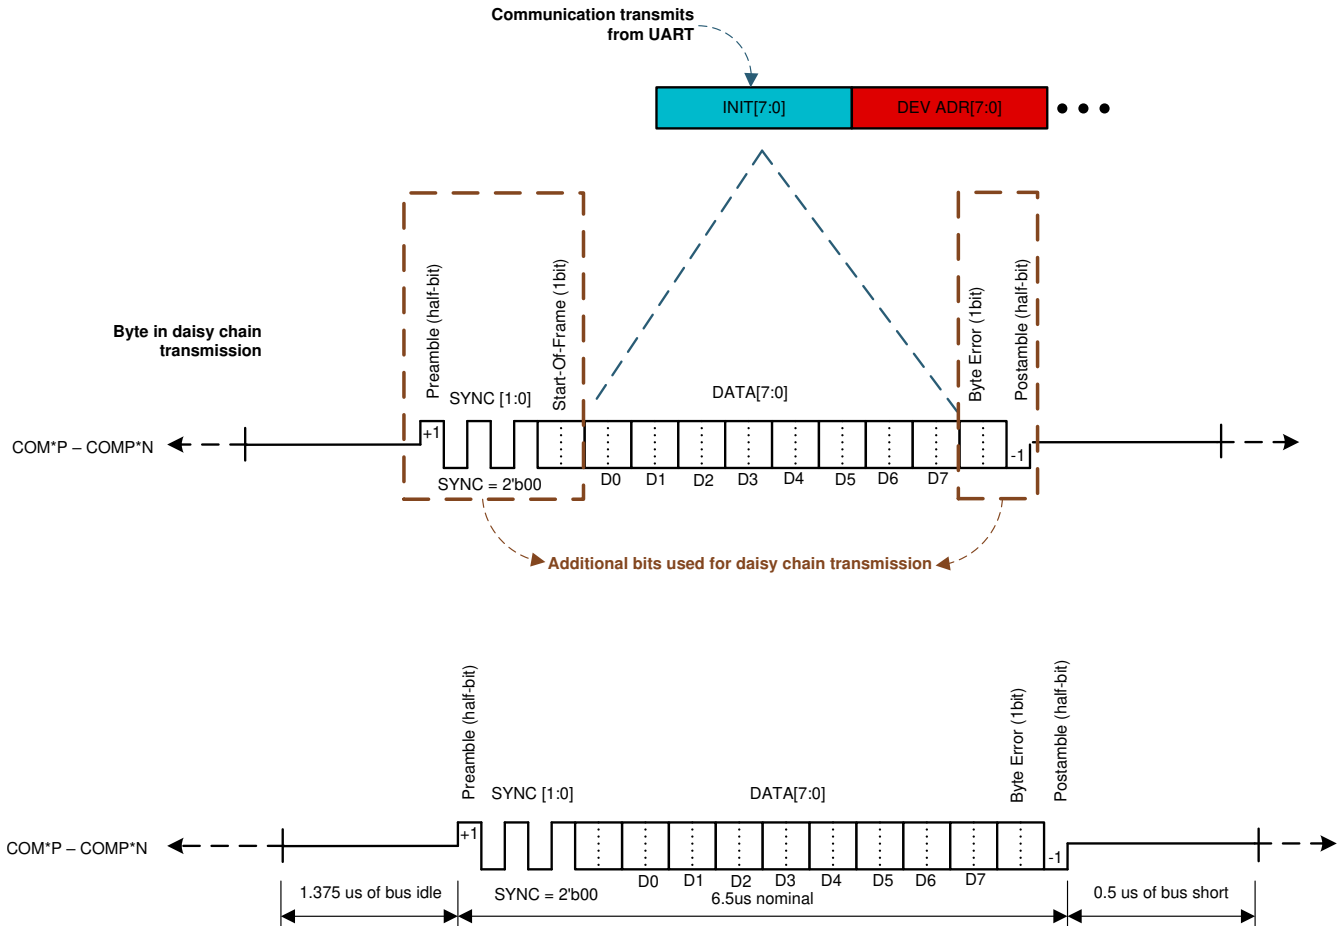 Communication transmits
from UART
INIT[7:0]
DEV ADR[7:0]
Preamble (half-bit)
Start-Of-Frame (1bit)
Byte Error (1bit)
Postamble (half-bit)
Byte in daisy chain
transmission
SYNC [1:0]
DATA[7:0]
+1
COM*P – COMP*N
-1
SYNC = 2'b00
D0 D1 D2 D3 D4 D5 D6 D7
Additional bits used for daisy chain transmission
Preamble (half-bit)
Byte Error (1bit)
Postamble (half-bit)
SYNC [1:0]
DATA[7:0]
+1
COM*P – COMP*N
-1
D0 D1 D2 D3 D4 D5 D6 D7
1.375 us of bus idle
SYNC = 2'b00
6.5us nominal
0.5 us of bus short